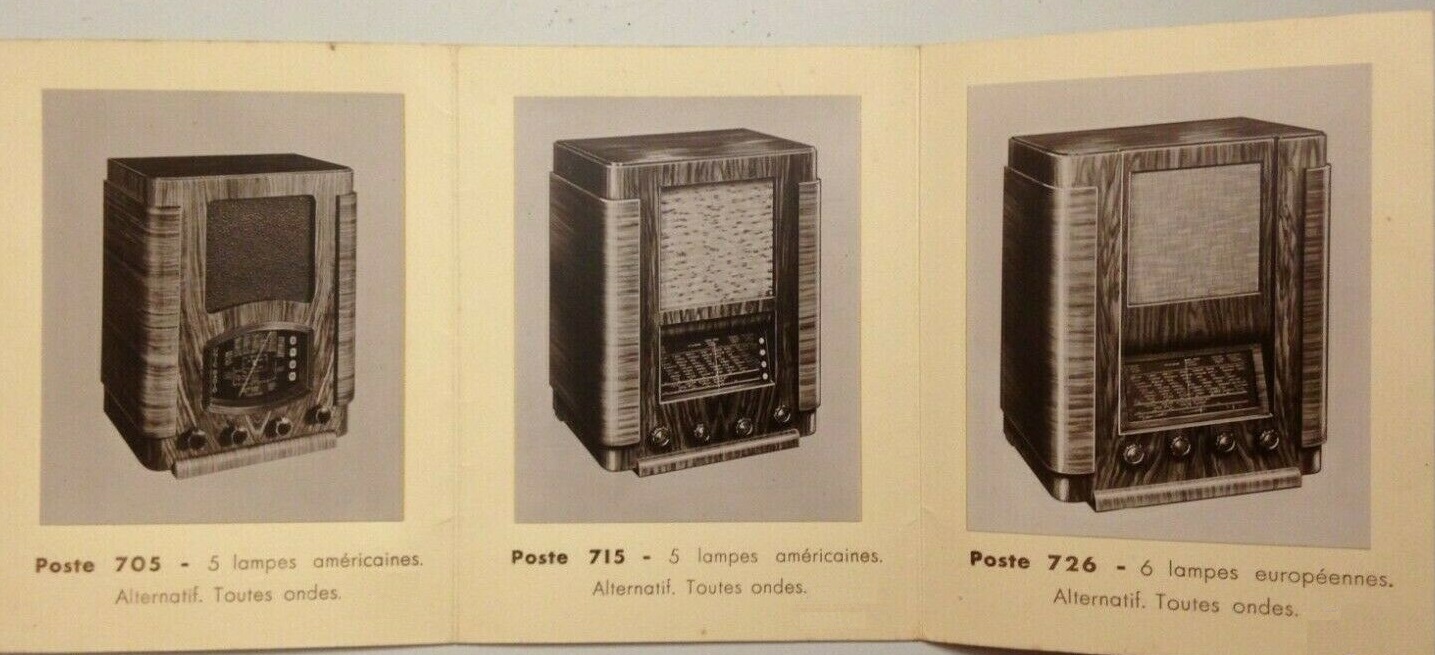 Poste 705 - 5 lampes américaines.
Alternatif. Toutes ondes.
Poste 715 - 5 lampes américaines.
Alternatif. Toutes ondes.
Poste 726 - 6 lampes européennes.
Alternatif. Toutes ondes.